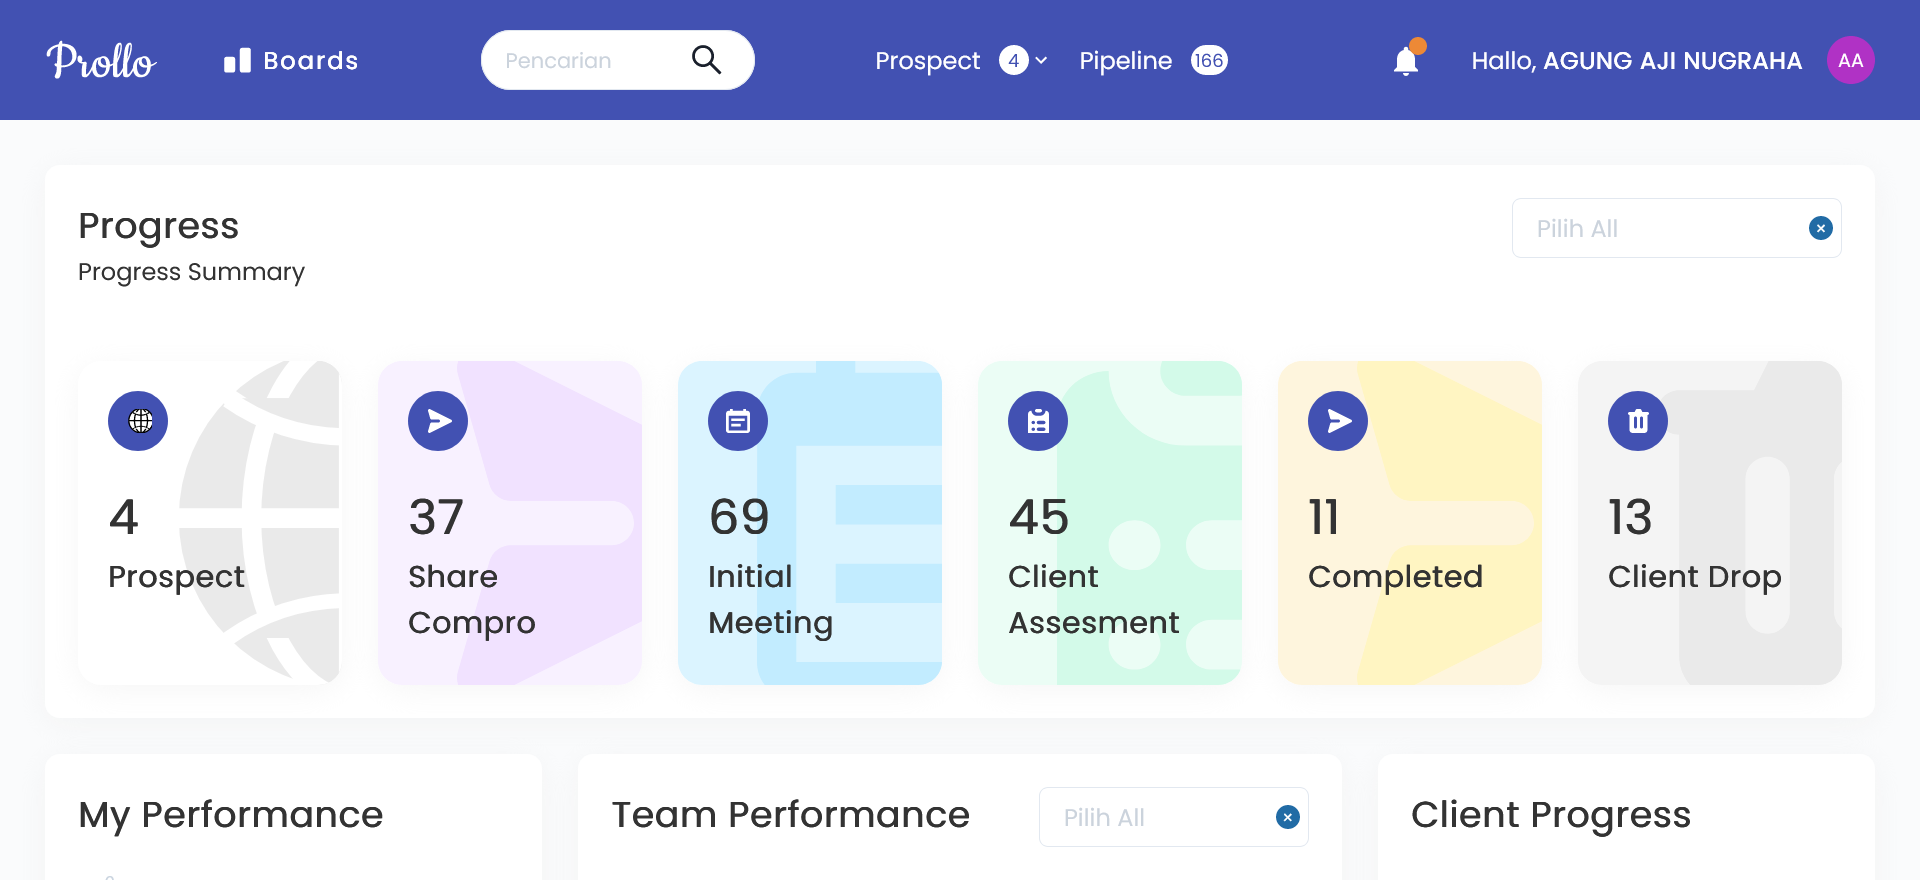 Prollo
Boards
Pencarian
Prospect 4
Pipeline 166
Hallo, AGUNG AJI NUGRAHA
AA
Progress
Progress Summary
Pilih All
4
Prospect
37
Share
Compro
69
Initial
Meeting
45
Client
Assesment
11
Completed
13
Client Drop
My Performance
Team Performance
Pilih All
Client Progress